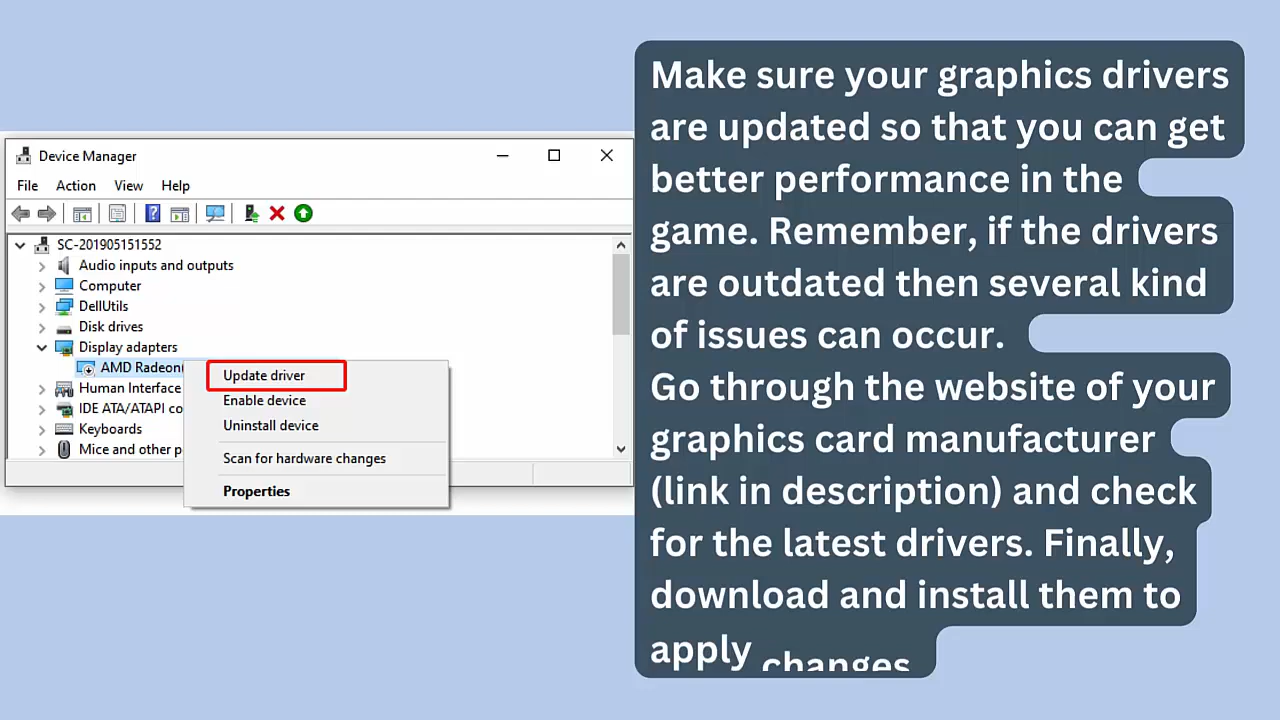 Device Manager
File Action View Help
SC-201905151552
Audio inputs and outputs
Computer
DellUtils
Disk drives
Display adapters
AMD Radeon
Human Interface
IDE ATA/ATAPI co
Keyboards
Mice and other p
Update driver
Enable device
Uninstall device
Scan for hardware changes
Properties
Make sure your graphics drivers
are updated so that you can get
better performance in the
game. Remember, if the drivers
are outdated then several kind
of issues can occur.
Go through the website of your
graphics card manufacturer
(link in description) and check
for the latest drivers. Finally,
download and install them to
apply changes